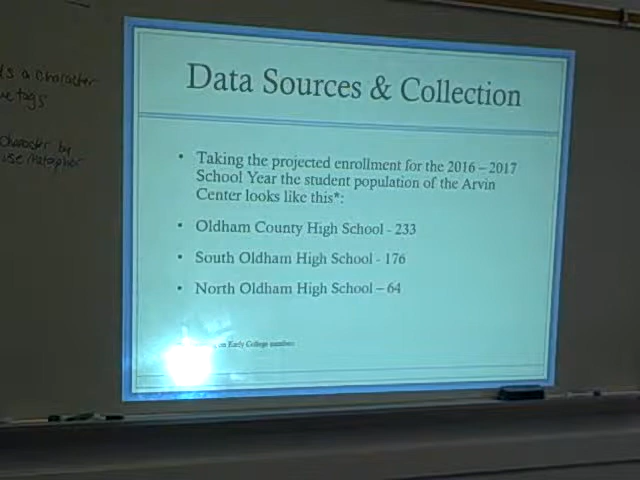 Data Sources & Collection
• Taking the projected enrollment for the 2016 – 2017
School Year the student population of the Arvin
Center looks like this*:
• Oldham County High School - 233
• South Oldham High School - 176
• North Oldham High School – 64
on Early College numbers
a character
tags
character by
use metaphor